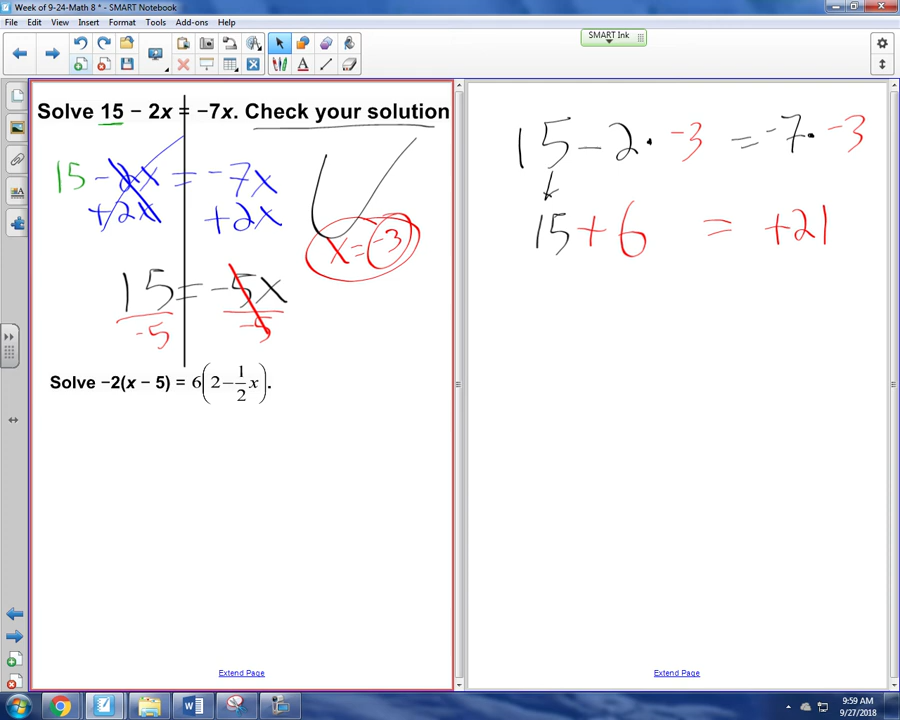 Week of 9-24-Math 8 * - SMART Notebook
File Edit View Insert Format Tools Add-ons Help
SMART Ink
Solve 15 − 2x = −7x. Check your solution
15 - 2x = -7x
+2x +2x
x = -3
15 = -5x
-5 -5
Solve −2(x − 5) = 6(2 − 1/2 x).
Extend Page
15 - 2 · -3 = -7 · -3
15 + 6 = +21
Extend Page
9:59 AM
9/27/2018